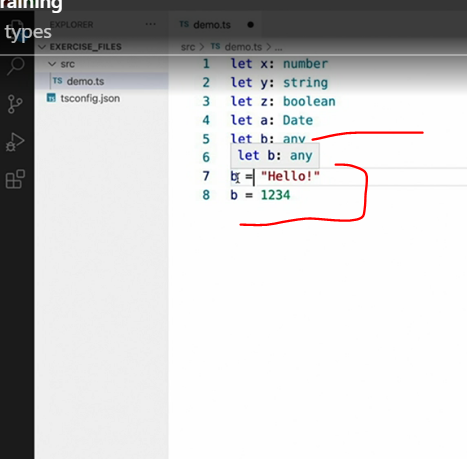 raining
types
EXPLORER ...
EXERCISE_FILES
src
TS demo.ts
tsconfig.json
TS demo.ts
src > TS demo.ts > ...
1 let x: number
2 let y: string
3 let z: boolean
4 let a: Date
5 let b: any
6
let b: any
7 b = "Hello!"
8 b = 1234